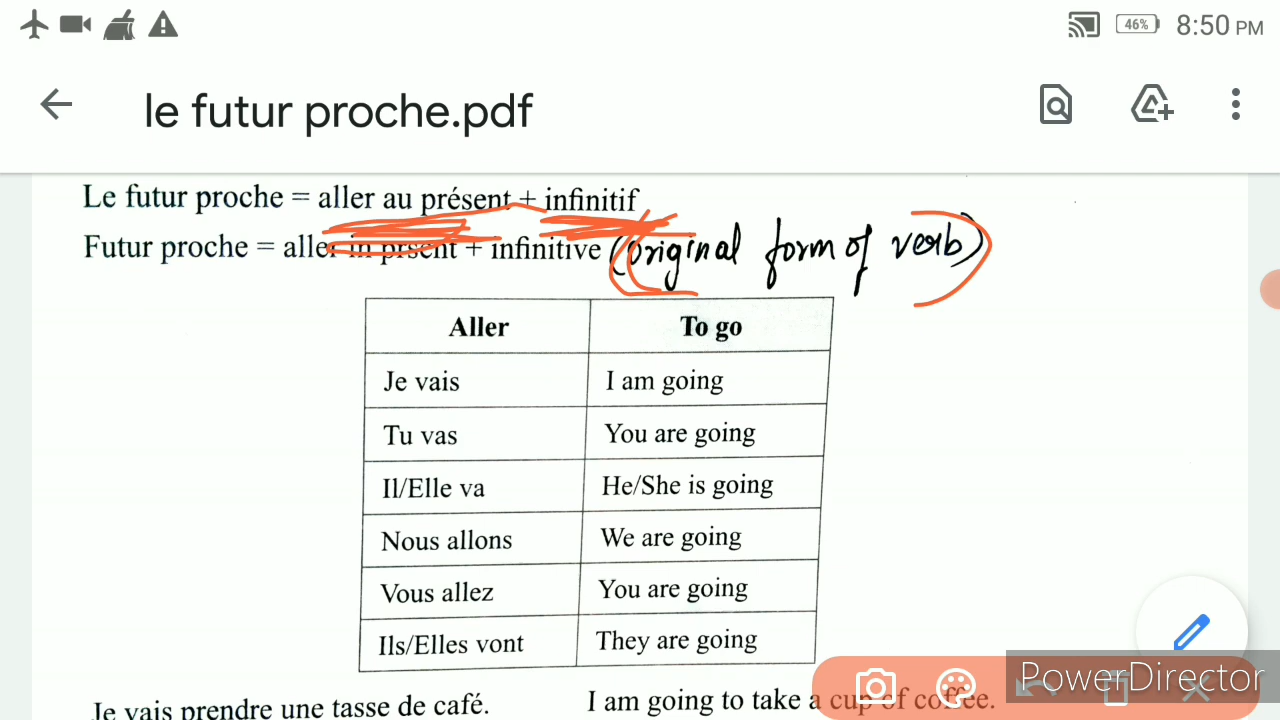 46% 8:50 PM
le futur proche.pdf
Le futur proche = aller au présent + infinitif
Futur proche = aller in prsent + infinitive (original form of verb)
Aller To go
Je vais I am going
Tu vas You are going
Il/Elle va He/She is going
Nous allons We are going
Vous allez You are going
Ils/Elles vont They are going
Je vais prendre une tasse de café. I am going to take a cup of coffee.
PowerDirector